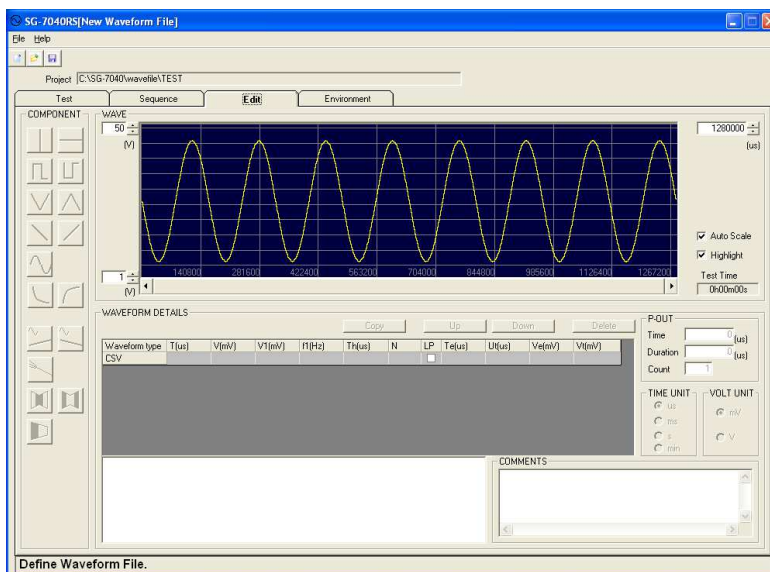 SG-7040RS[New Waveform File]
File Help
Project C:\SG-7040\wavefile\TEST
Test Sequence Edit Environment
COMPONENT
WAVE
50
(V)
1280000
(us)
Auto Scale
Highlight
Test Time
0h00m00s
1
(V)
140800 281600 422400 563200 704000 844800 985600 1126400 1267200
WAVEFORM DETAILS
Copy Up Down Delete
Waveform type T(us) V(mV) V1(mV) f1(Hz) Th(us) N LP Te(us) Ut(us) Ve(mV) Vt(mV)
CSV
P-OUT
Time 0 (us)
Duration 0 (us)
Count 1
TIME UNIT
us
ms
s
min
VOLT UNIT
mV
V
COMMENTS
Define Waveform File.